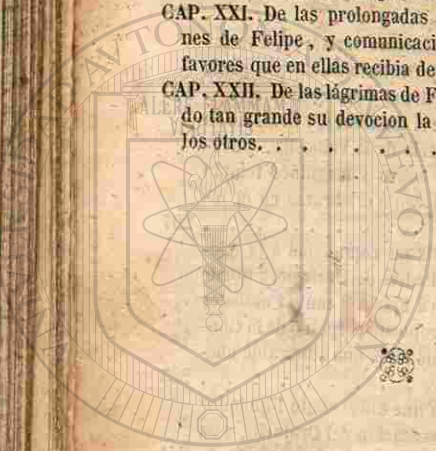 CAP. XXI. De las prolongadas
nes de Felipe, y comunicaci
favores que en ellas recibia de
CAP. XXII. De las lágrimas de F
do tan grande su devocion la
los otros. . . . . . .